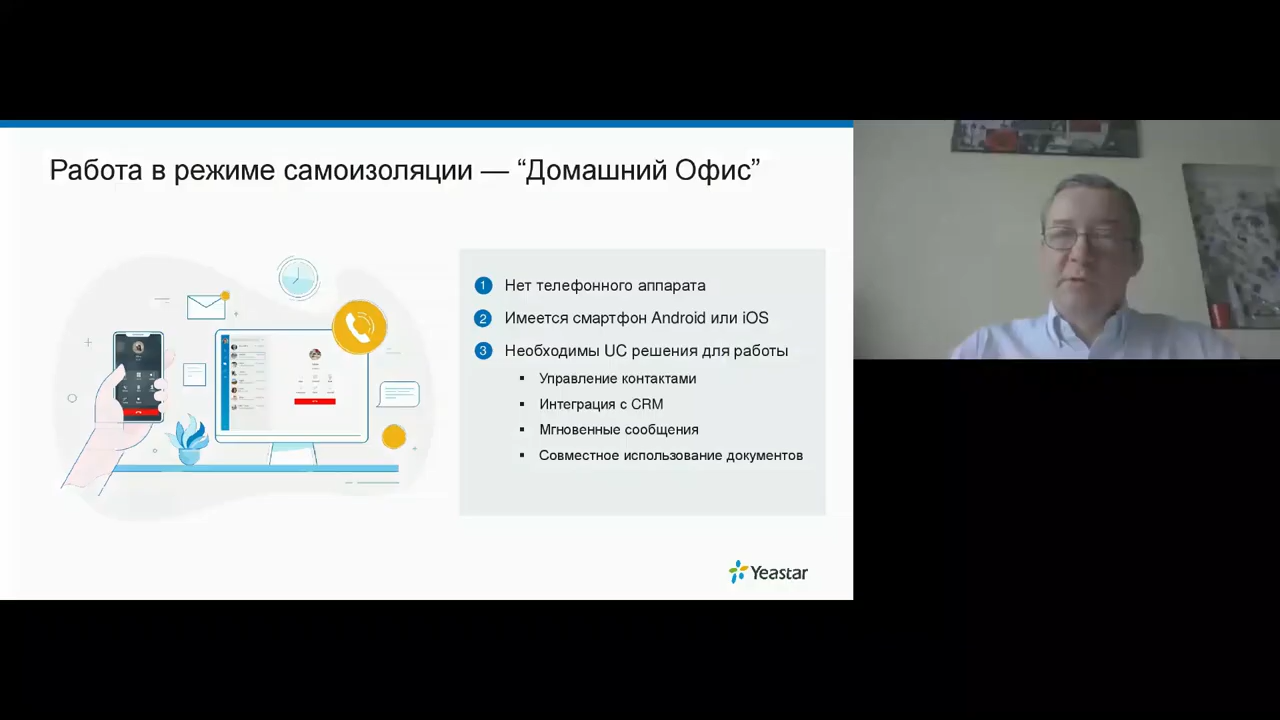 Работа в режиме самоизоляции — “Домашний Офис”
1 Нет телефонного аппарата
2 Имеется смартфон Android или iOS
3 Необходимы UC решения для работы
▪ Управление контактами
▪ Интеграция с CRM
▪ Мгновенные сообщения
▪ Совместное использование документов
Yeastar